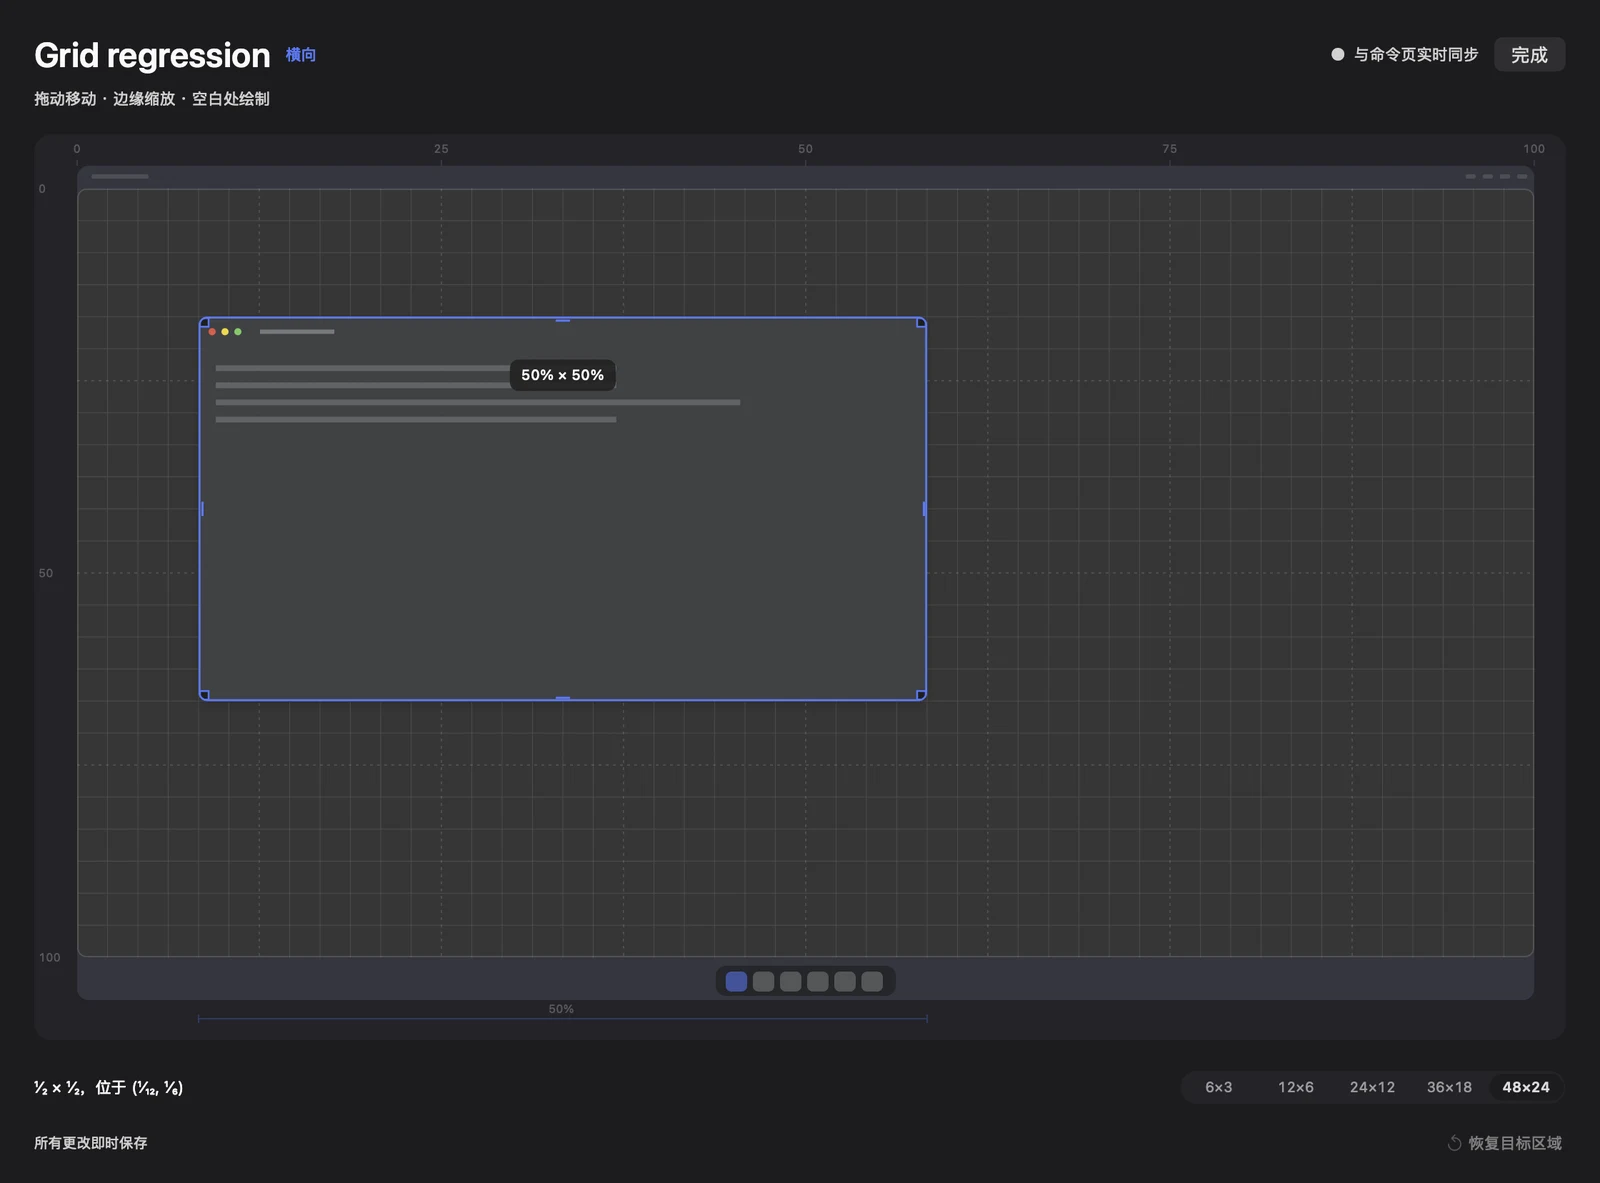 Grid regression 横向
与命令页实时同步
完成
拖动移动 · 边缘缩放 · 空白处绘制
0 25 50 75 100
0
50% × 50%
50
100
50%
½ × ½，位于 (¹⁄₁₂, ⅙)
6×3 12×6 24×12 36×18 48×24
所有更改即时保存
恢复目标区域